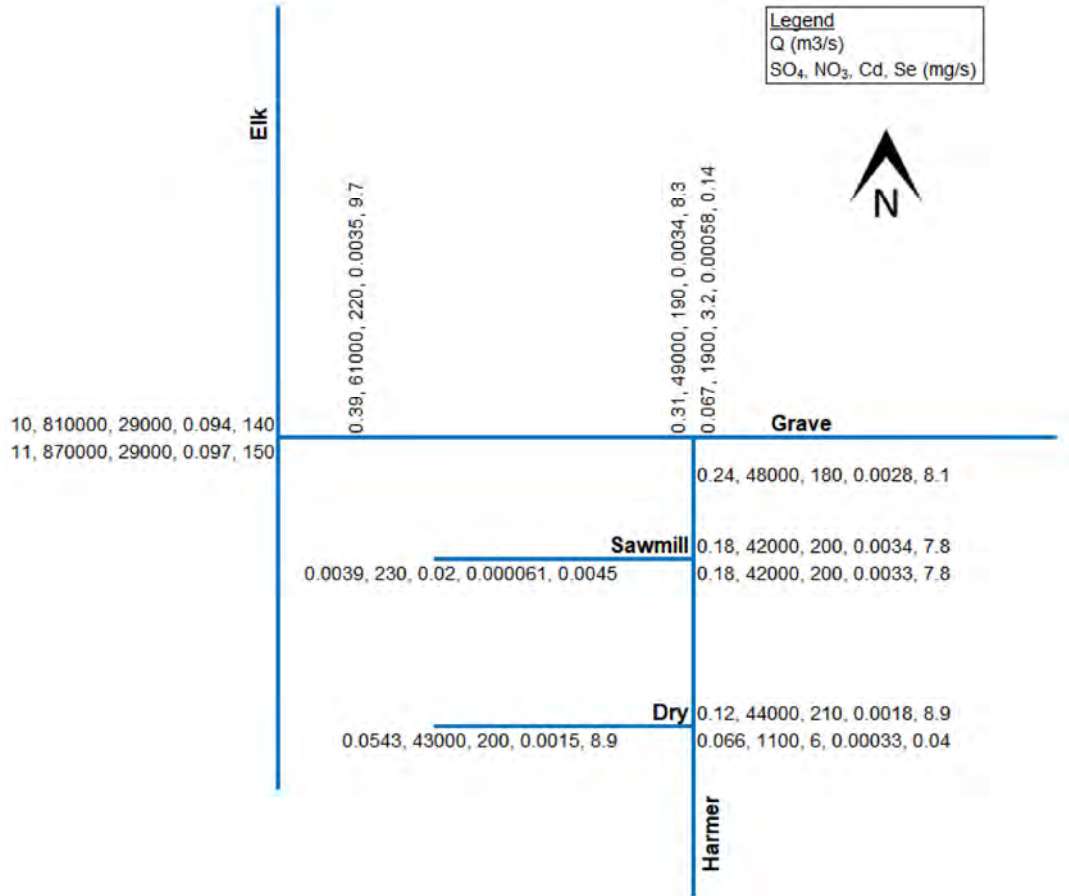 Legend
Q (m3/s)
SO₄, NO₃, Cd, Se (mg/s)
N
Elk
0.39, 61000, 220, 0.0035, 9.7
0.31, 49000, 190, 0.0034, 8.3
0.067, 1900, 3.2, 0.00058, 0.14
10, 810000, 29000, 0.094, 140
11, 870000, 29000, 0.097, 150
Grave
0.24, 48000, 180, 0.0028, 8.1
Sawmill
0.18, 42000, 200, 0.0034, 7.8
0.0039, 230, 0.02, 0.000061, 0.0045
0.18, 42000, 200, 0.0033, 7.8
Dry
0.12, 44000, 210, 0.0018, 8.9
0.0543, 43000, 200, 0.0015, 8.9
0.066, 1100, 6, 0.00033, 0.04
Harmer